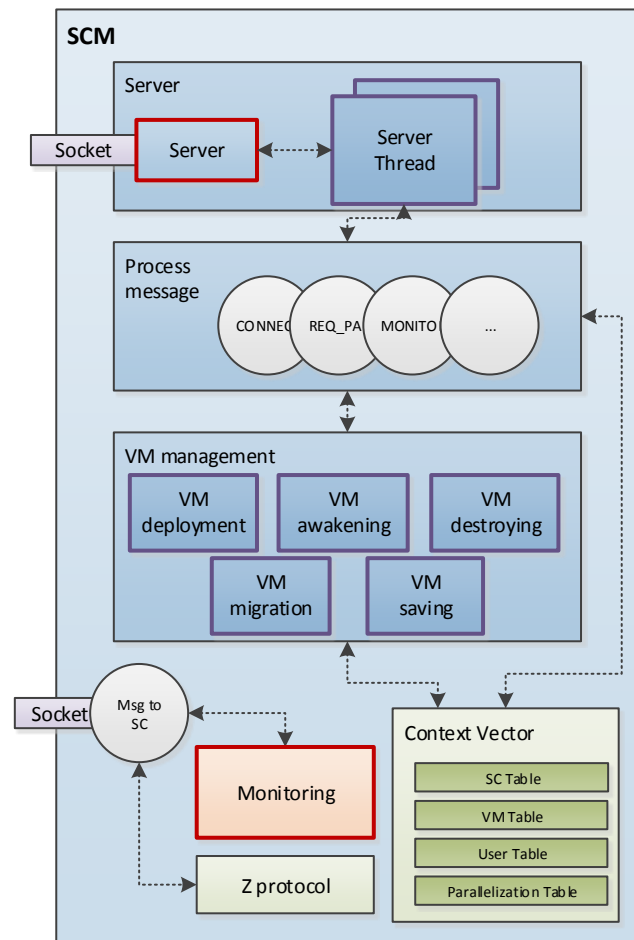 SCM
Server
Socket
Server
Server
Thread
Process
message
CONNEC
REQ_PA
MONITO
...
VM management
VM
deployment
VM
awakening
VM
destroying
VM
migration
VM
saving
Socket
Msg to
SC
Monitoring
Z protocol
Context Vector
SC Table
VM Table
User Table
Parallelization Table